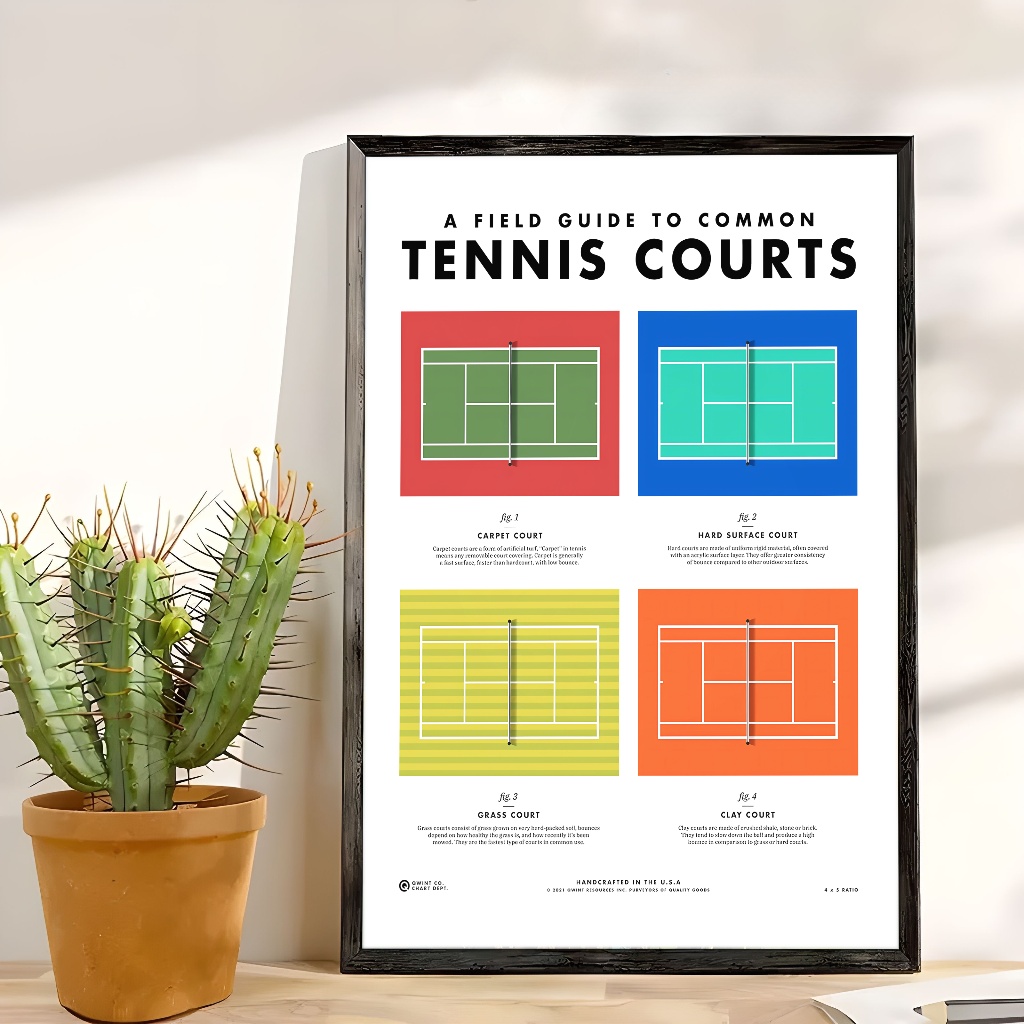 A FIELD GUIDE TO COMMON
TENNIS COURTS
fig. 1
CARPET COURT
Carpet courts are a form of artificial turf. "Carpet" in tennis
means any removable court covering. Carpet is generally
a fast surface, faster than hardcourt, with low bounce.
fig. 2
HARD SURFACE COURT
Hard courts are made of uniform rigid material, often covered
with an acrylic surface layer. They offer greater consistency
of bounce compared to other outdoor surfaces.
fig. 3
GRASS COURT
Grass courts consist of grass grown on very hard-packed soil, bounces
depend on how healthy the grass is, and how recently it's been
mowed. They are the fastest type of courts in common use.
fig. 4
CLAY COURT
Clay courts are made of crushed shale, stone or brick.
They tend to slow down the ball and produce a high
bounce in comparison to grass or hard courts.
QWINT CO.
CHART DEPT.
HANDCRAFTED IN THE U.S.A
© 2021 QWINT RESOURCES INC. PURVEYORS OF QUALITY GOODS
4 x 5 RATIO